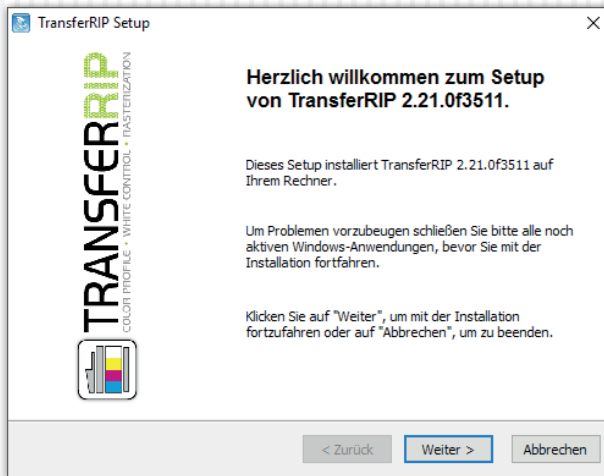 TransferRIP Setup
TRANSFERRIP
COLOR PROFILE • WHITE CONTROL • RASTERIZATION
Herzlich willkommen zum Setup
von TransferRIP 2.21.0f3511.
Dieses Setup installiert TransferRIP 2.21.0f3511 auf
Ihrem Rechner.
Um Problemen vorzubeugen schließen Sie bitte alle noch
aktiven Windows-Anwendungen, bevor Sie mit der
Installation fortfahren.
Klicken Sie auf "Weiter", um mit der Installation
fortzufahren oder auf "Abbrechen", um zu beenden.
< Zurück Weiter > Abbrechen